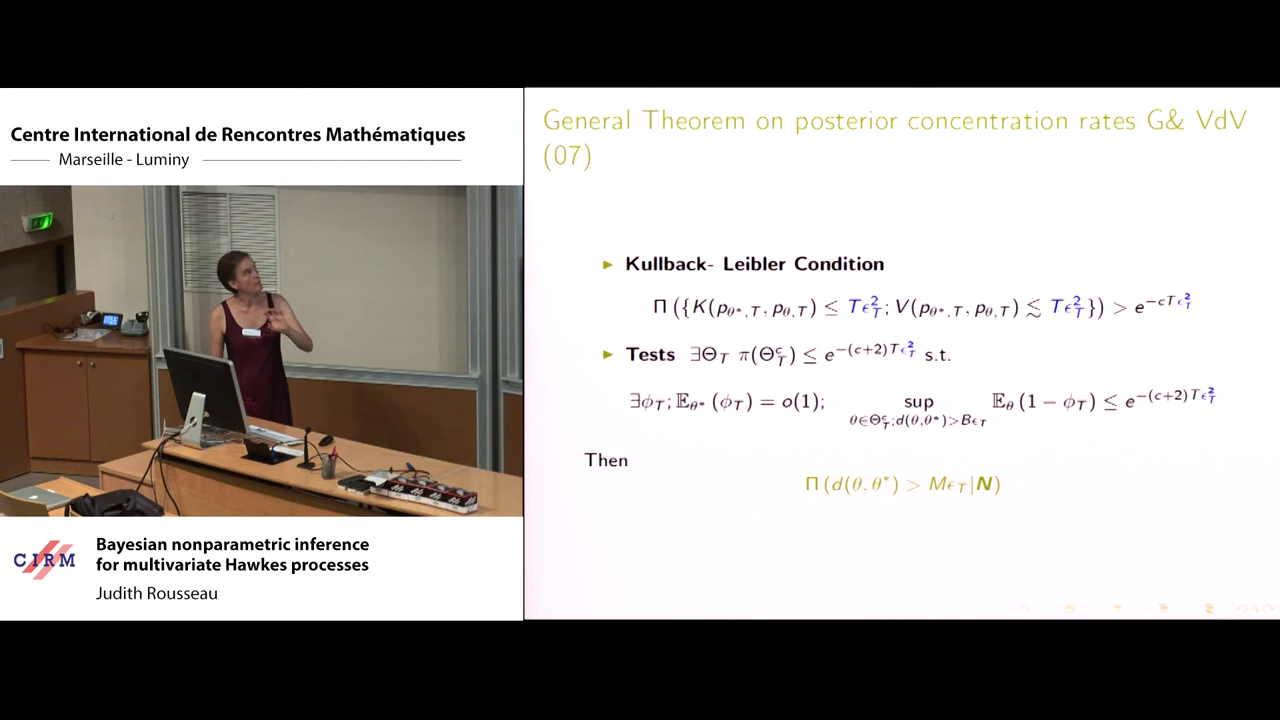 Centre International de Rencontres Mathématiques
Marseille - Luminy
General Theorem on posterior concentration rates G& VdV
(07)
► Kullback- Leibler Condition
Π ({K(p_{θ*,T}, p_{θ,T}) ≤ Tϵ_T^2; V(p_{θ*,T}, p_{θ,T}) ≲ Tϵ_T^2}) > e^{-cTϵ_T^2}
► Tests ∃Θ_T π(Θ_T^c) ≤ e^{-(c+2)Tϵ_T^2} s.t.
∃ϕ_T; 𝔼_{θ*} (ϕ_T) = o(1); sup_{θ∈Θ_T^c;d(θ,θ*)>Bϵ_T} 𝔼_θ (1 − ϕ_T) ≤ e^{-(c+2)Tϵ_T^2}
Then
Π (d(θ, θ*) > Mϵ_T|N)
CIRM
Bayesian nonparametric inference
for multivariate Hawkes processes
Judith Rousseau